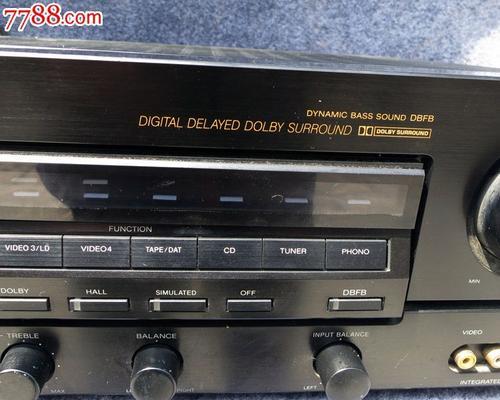 7788.com
DYNAMIC BASS SOUND DBFB
DIGITAL DELAYED DOLBY SURROUND DOLBY SURROUND
FUNCTION
VIDEO 3/LD VIDEO4 TAPE/DAT CD TUNER PHONO
DOLBY HALL SIMULATED OFF DBFB
MIN
TREBLE BALANCE INPUT BALANCE VIDEO
MAX RIGHT LEFT INTEGRATED